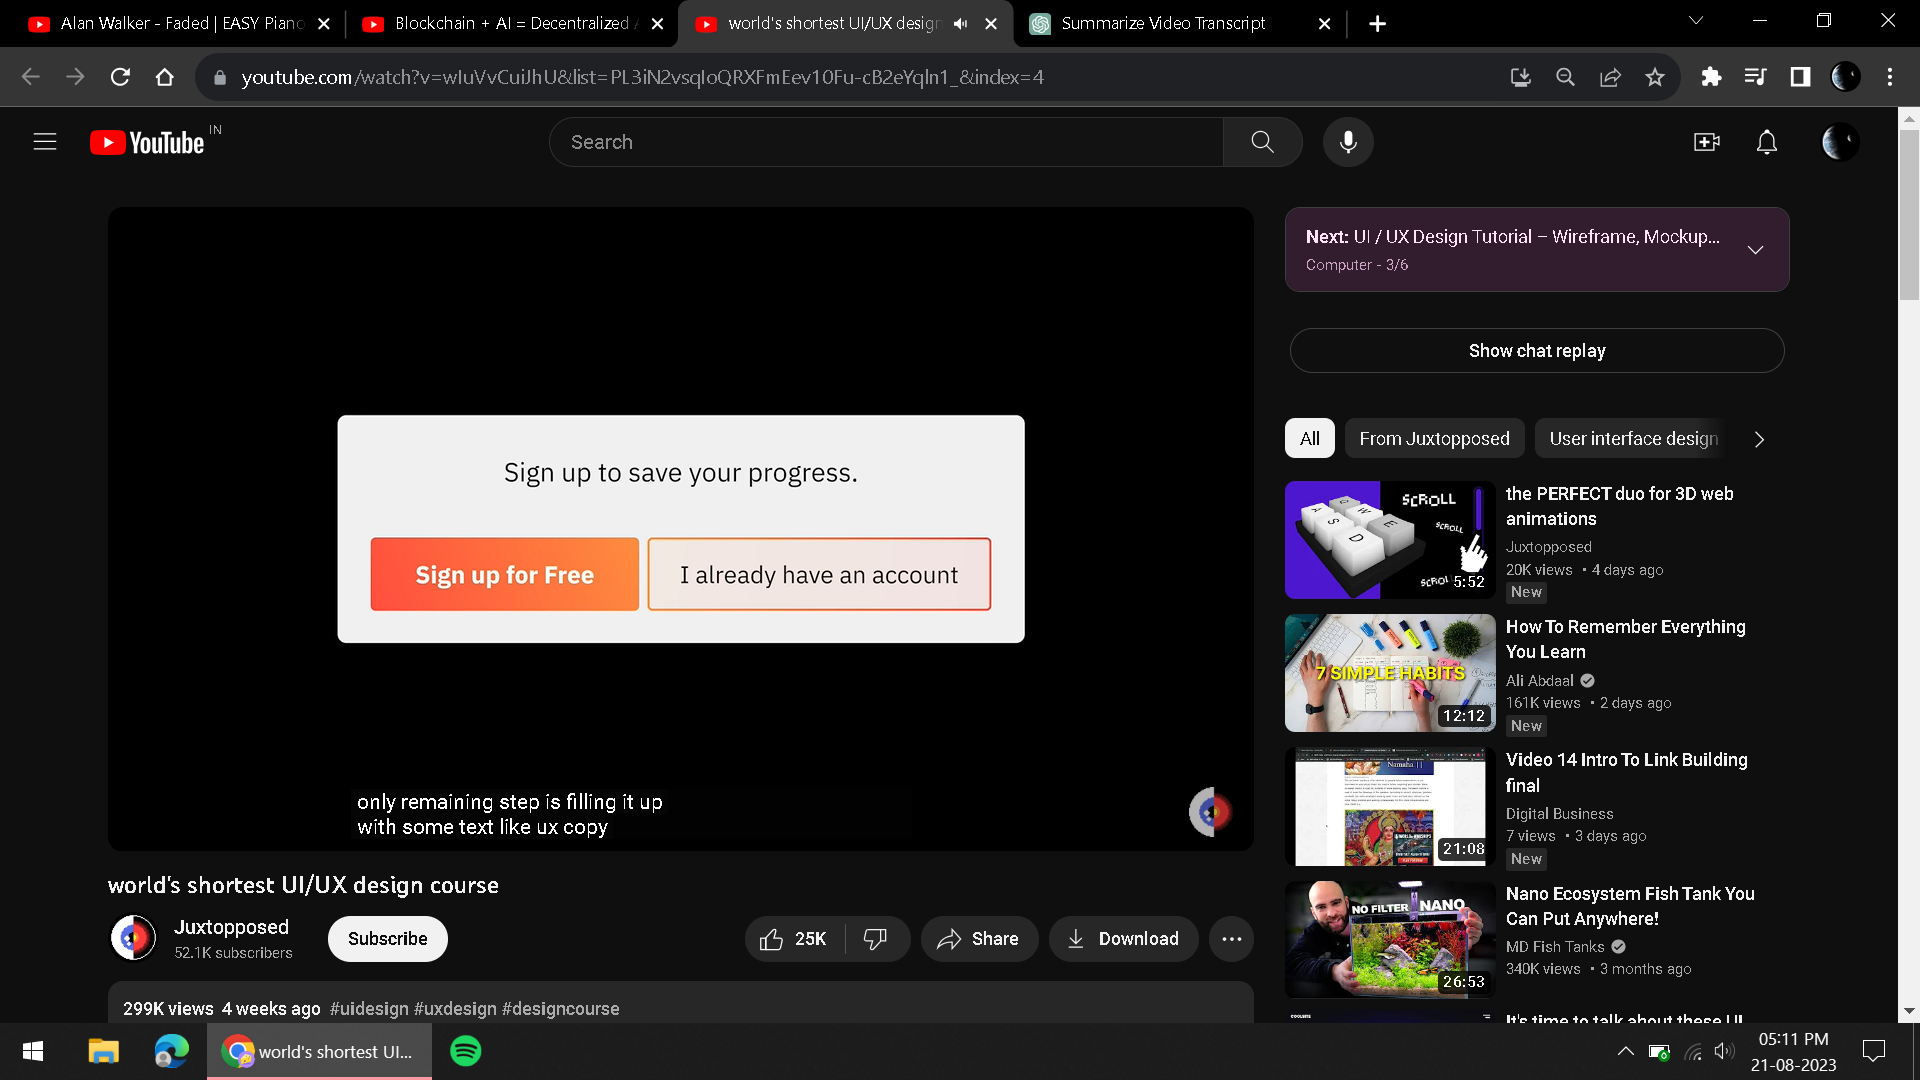 Alan Walker - Faded | EASY Piano
Blockchain + AI = Decentralized
world's shortest UI/UX design
Summarize Video Transcript
youtube.com/watch?v=wIuVvCuiJhU&list=PL3iN2vsqIoQRXFmEev10Fu-cB2eYqln1_&index=4
YouTube IN
Search
Next: UI / UX Design Tutorial – Wireframe, Mockup...
Computer - 3/6
Show chat replay
All
From Juxtopposed
User interface design
Sign up to save your progress.
Sign up for Free
I already have an account
only remaining step is filling it up
with some text like ux copy
world's shortest UI/UX design course
Juxtopposed
52.1K subscribers
Subscribe
25K
Share
Download
299K views 4 weeks ago #uidesign #uxdesign #designcourse
SCROLL
SCROLL
SCROLL
A
S
D
W
E
5:52
the PERFECT duo for 3D web
animations
Juxtopposed
20K views • 4 days ago
New
7 SIMPLE HABITS
12:12
How To Remember Everything
You Learn
Ali Abdaal
161K views • 2 days ago
New
Namaha ||
21:08
Video 14 Intro To Link Building
final
Digital Business
7 views • 3 days ago
New
NO FILTER NANO
26:53
Nano Ecosystem Fish Tank You
Can Put Anywhere!
MD Fish Tanks
340K views • 3 months ago
It's time to talk about these UI
world's shortest UI...
05:11 PM
21-08-2023